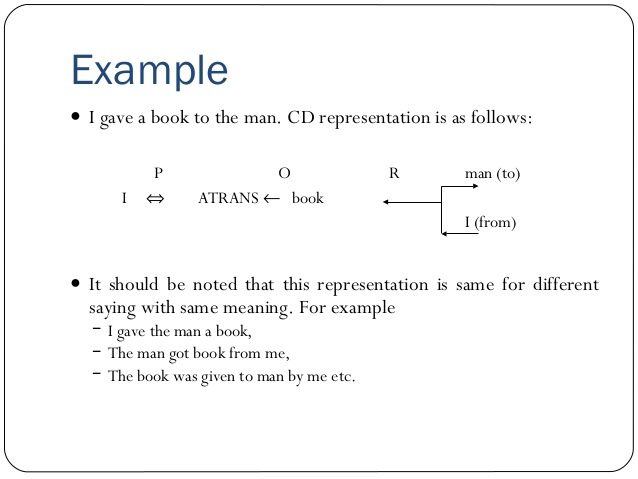 Example
• I gave a book to the man. CD representation is as follows:
P O R man (to)
I ⇔ ATRANS ← book
I (from)
• It should be noted that this representation is same for different
saying with same meaning. For example
– I gave the man a book,
– The man got book from me,
– The book was given to man by me etc.